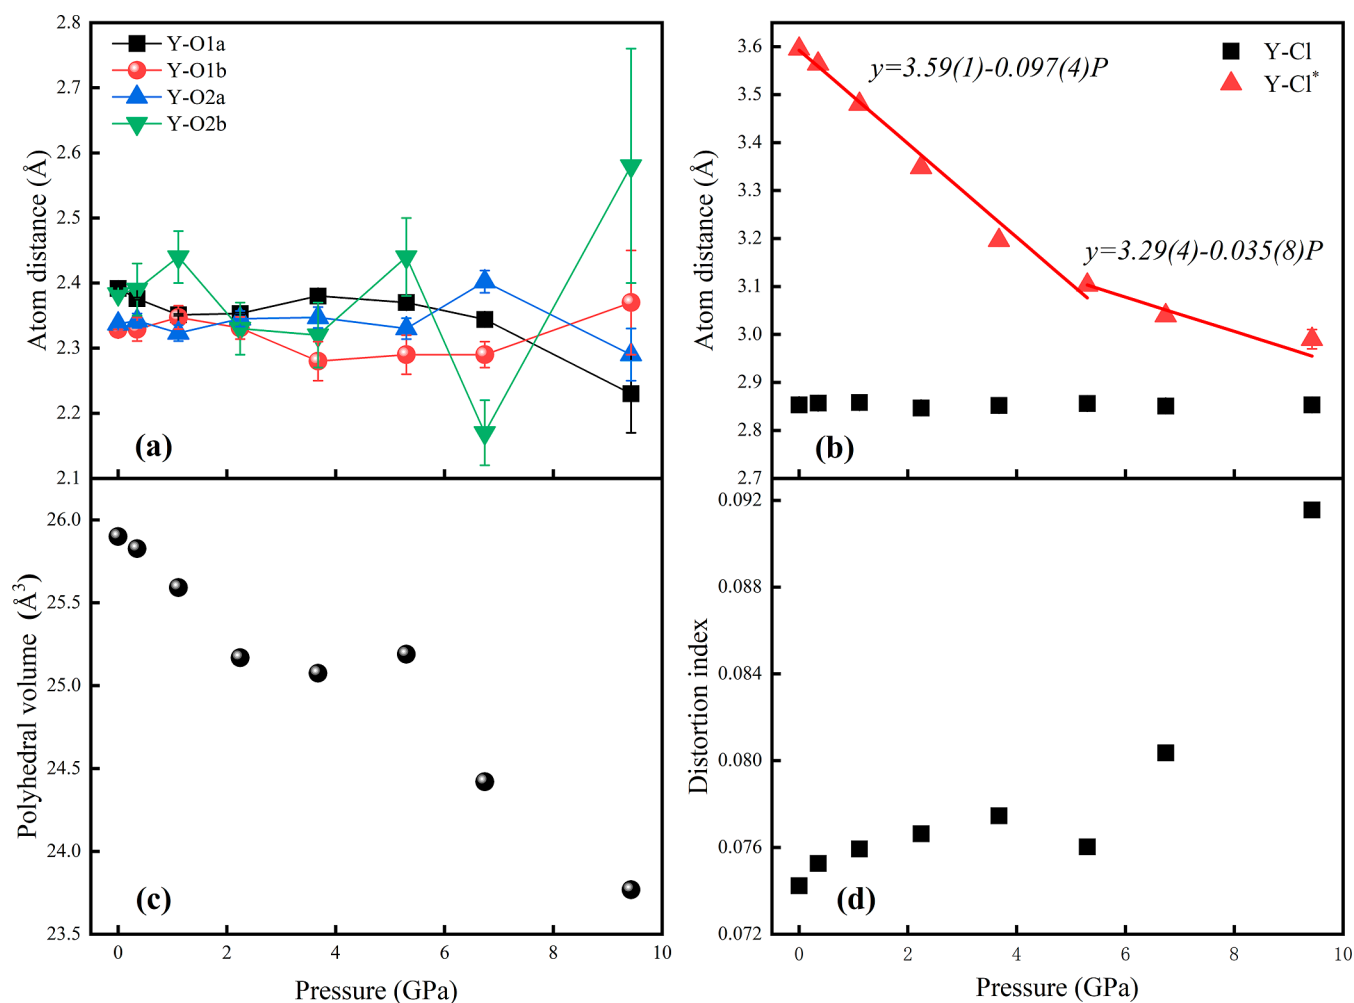 2.8
2.7
2.6
2.5
2.4
2.3
2.2
2.1
Atom distance (Å)
Y-O1a
Y-O1b
Y-O2a
Y-O2b
(a)
3.6
3.5
3.4
3.3
3.2
3.1
3.0
2.9
2.8
2.7
Atom distance (Å)
y=3.59(1)-0.097(4)P
Y-Cl
Y-Cl*
y=3.29(4)-0.035(8)P
(b)
26.0
25.5
25.0
24.5
24.0
23.5
Polyhedral volume (Å³)
(c)
0 2 4 6 8 10
Pressure (GPa)
0.092
0.088
0.084
0.080
0.076
0.072
Distortion index
(d)
0 2 4 6 8 10
Pressure (GPa)